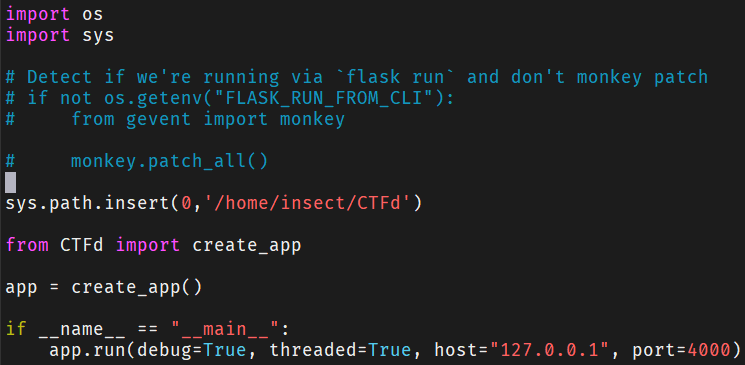 import os
import sys
# Detect if we're running via `flask run` and don't monkey patch
# if not os.getenv("FLASK_RUN_FROM_CLI"):
#     from gevent import monkey
#     monkey.patch_all()
sys.path.insert(0,'/home/insect/CTFd')
from CTFd import create_app
app = create_app()
if __name__ == "__main__":
    app.run(debug=True, threaded=True, host="127.0.0.1", port=4000)